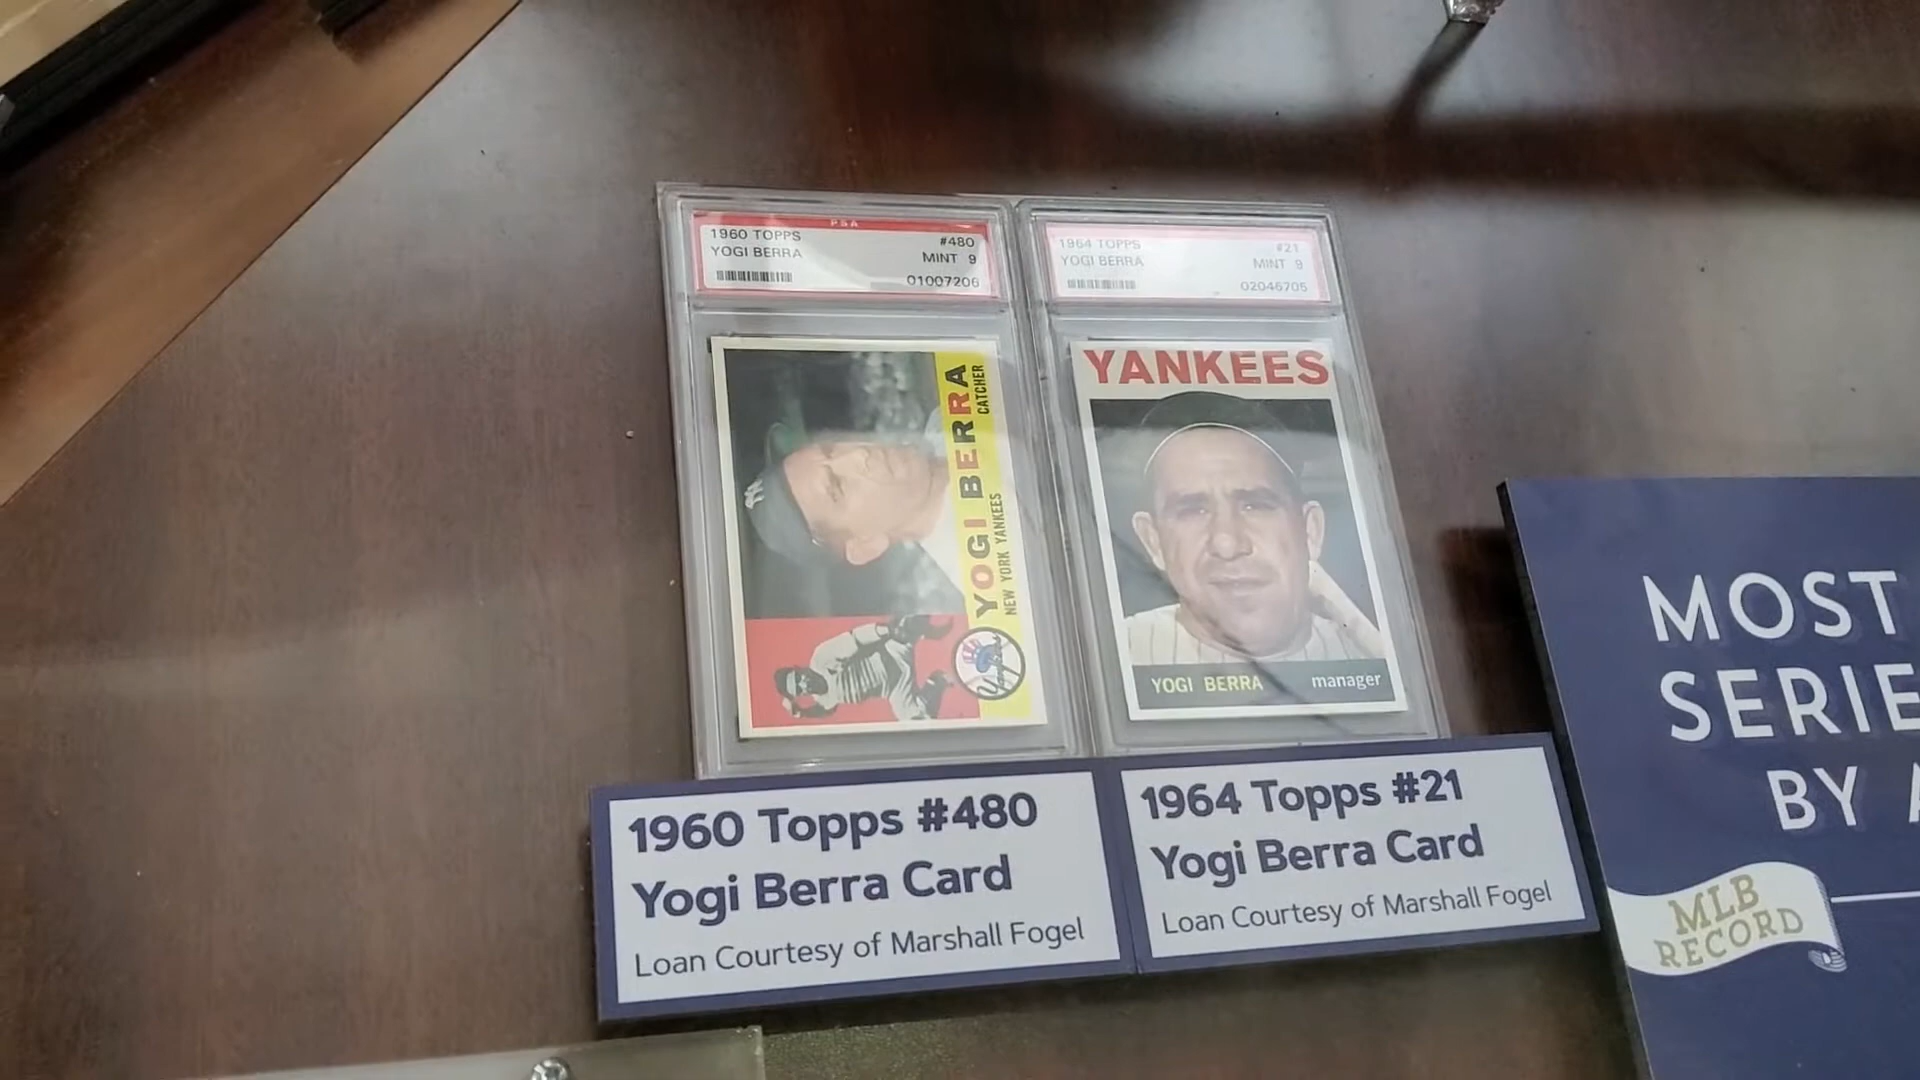 PSA
1960 TOPPS #480
YOGI BERRA MINT 9
01007206
1964 TOPPS #21
YOGI BERRA MINT 9
02046705
YOGI BERRA
CATCHER
NEW YORK YANKEES
YANKEES
YOGI BERRA manager
1960 Topps #480
Yogi Berra Card
Loan Courtesy of Marshall Fogel
1964 Topps #21
Yogi Berra Card
Loan Courtesy of Marshall Fogel
MOST
SERIE
BY
MLB
RECORD